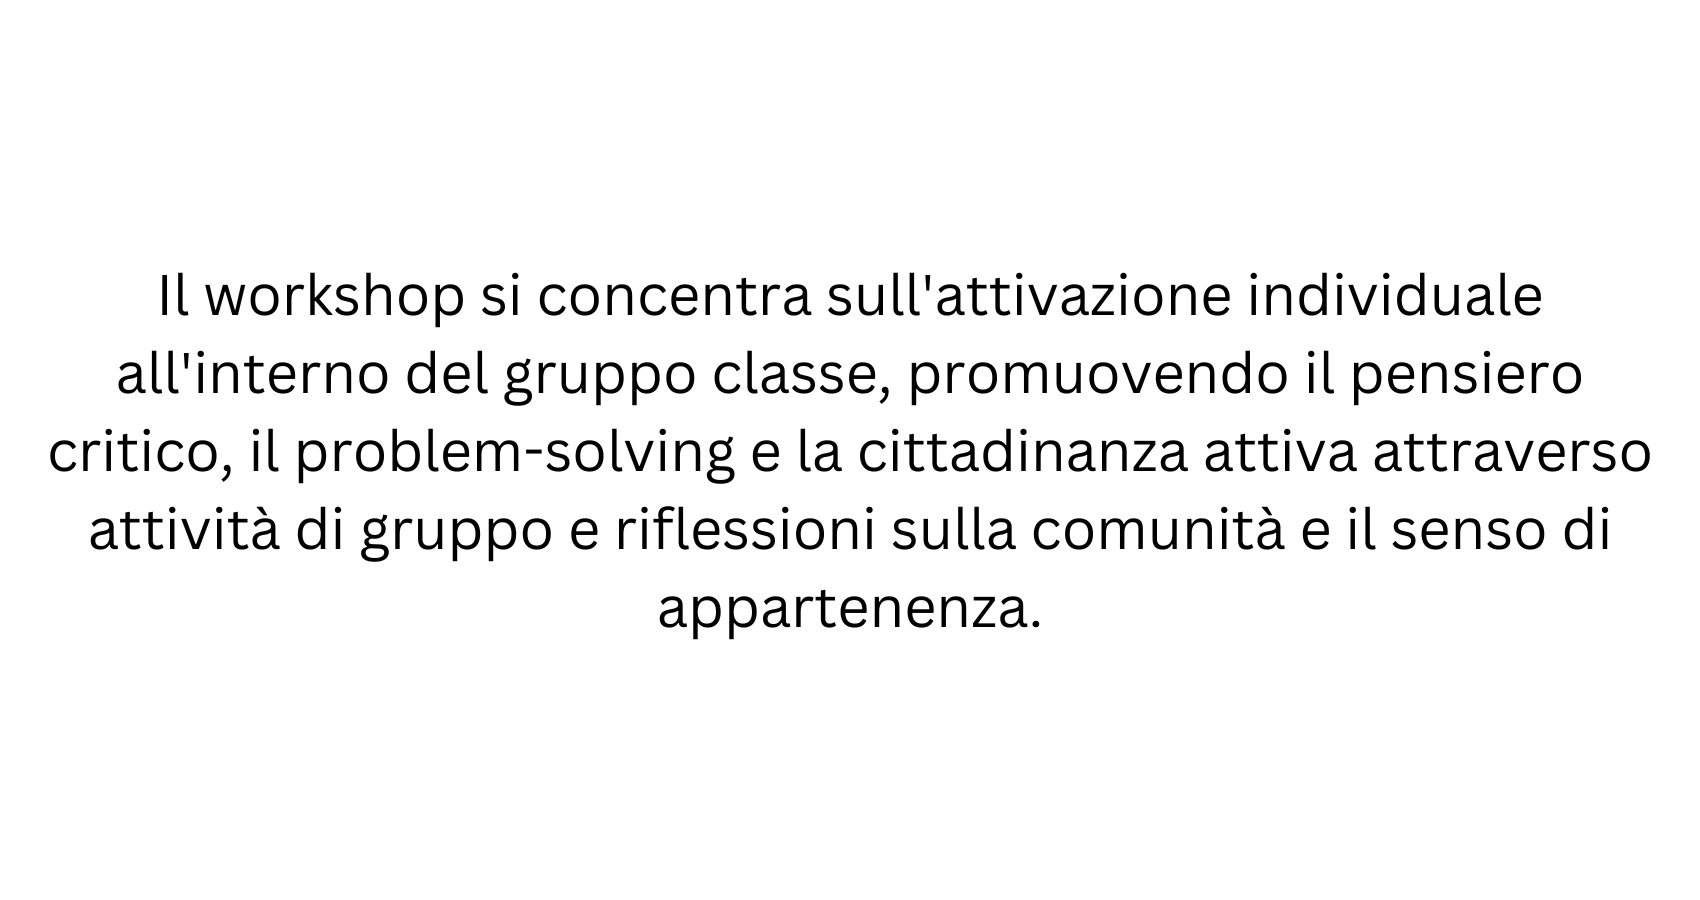 Il workshop si concentra sull'attivazione individuale
all'interno del gruppo classe, promuovendo il pensiero
critico, il problem-solving e la cittadinanza attiva attraverso
attività di gruppo e riflessioni sulla comunità e il senso di
appartenenza.